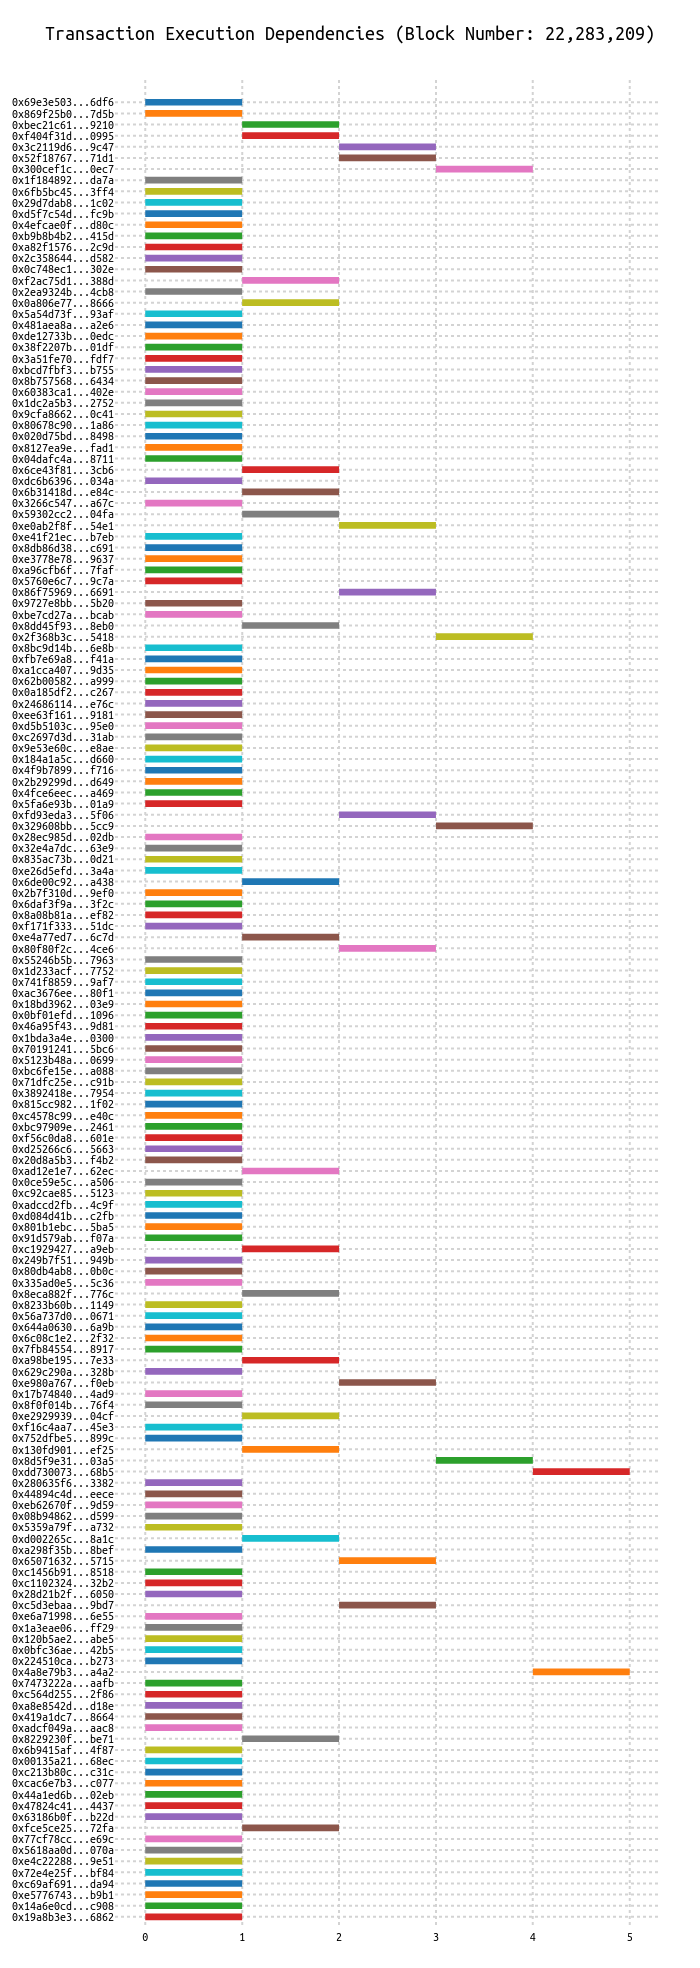 Transaction Execution Dependencies (Block Number: 22,283,209)
0x69e3e503...6df6
0x869f25b0...7d5b
0xbec21c61...9210
0xf404f31d...0995
0x3c2119d6...9c47
0x52f18767...71d1
0x300cef1c...0ec7
0x1f184892...da7a
0x6fb5bc45...3ff4
0x29d7dab8...1c02
0xd5f7c54d...fc9b
0x4efcae0f...d80c
0xb9b8b4b2...415d
0xa82f1576...2c9d
0x2c358644...d582
0x0c748ec1...302e
0xf2ac75d1...388d
0x2ea9324b...4cb8
0x0a806e77...8666
0x5a54d73f...93af
0x481aea8a...a2e6
0xde12733b...0edc
0x38f2207b...01df
0x3a51fe70...fdf7
0xbcd7fbf3...b755
0x8b757568...6434
0x60383ca1...402e
0x1dc2a5b3...2752
0x9cfa8662...0c41
0x80678c90...1a86
0x020d75bd...8498
0x8127ea9e...fad1
0x04dafc4a...8711
0x6ce43f81...3cb6
0xdc6b6396...034a
0x6b31418d...e84c
0x3266c547...a67c
0x59302cc2...04fa
0xe0ab2f8f...54e1
0xe41f21ec...b7eb
0x8db86d38...c691
0xe3778e78...9637
0xa96cfb6f...7faf
0x5760e6c7...9c7a
0x86f75969...6691
0x9727e8bb...5b20
0xbe7cd27a...bcab
0x8dd45f93...8eb0
0x2f368b3c...5418
0x8bc9d14b...6e8b
0xfb7e69a8...f41a
0xa1cca407...9d35
0x62b00582...a999
0x0a185df2...c267
0x24686114...e76c
0xee63f161...9181
0xd5b5103c...95e0
0xc2697d3d...31ab
0x9e53e60c...e8ae
0x184a1a5c...d660
0x4f9b7899...f716
0x2b29299d...d649
0x4fce6eec...a469
0x5fa6e93b...01a9
0xfd93eda3...5f06
0x329608bb...5cc9
0x28ec985d...02db
0x32e4a7dc...63e9
0x835ac73b...0d21
0xe26d5efd...3a4a
0x6de00c92...a438
0x2b7f310d...9ef0
0x6daf3f9a...3f2c
0x8a08b81a...ef82
0xf171f333...51dc
0xe4a77ed7...6c7d
0x80f80f2c...4ce6
0x55246b5b...7963
0x1d233acf...7752
0x741f8859...9af7
0xac3676ee...80f1
0x18bd3962...03e9
0x0bf01efd...1096
0x46a95f43...9d81
0x1bda3a4e...0300
0x70191241...5bc6
0x5123b48a...0699
0xbc6fe15e...a088
0x71dfc25e...c91b
0x3892418e...7954
0x815cc982...1f02
0xc4578c99...e40c
0xbc97909e...2461
0xf56c0da8...601e
0xd25266c6...5663
0x20d8a5b3...f4b2
0xad12e1e7...62ec
0x0ce59e5c...a506
0xc92cae85...5123
0xadccd2fb...4c9f
0xd084d41b...c2fb
0x801b1ebc...5ba5
0x91d579ab...f07a
0xc1929427...a9eb
0x249b7f51...949b
0x80db4ab8...0b0c
0x335ad0e5...5c36
0x8eca882f...776c
0x8233b60b...1149
0x56a737d0...0671
0x644a0630...6a9b
0x6c08c1e2...2f32
0x7fb84554...8917
0xa98be195...7e33
0x629c290a...328b
0xe980a767...f0eb
0x17b74840...4ad9
0x8f0f014b...76f4
0xe2929939...04cf
0xf16c4aa7...45e3
0x752dfbe5...899c
0x130fd901...ef25
0x8d5f9e31...03a5
0xdd730073...68b5
0x280635f6...3382
0x44894c4d...eece
0xeb62670f...9d59
0x08b94862...d599
0x5359a79f...a732
0xd002265c...8a1c
0xa298f35b...8bef
0x65071632...5715
0xc1456b91...8518
0xc1102324...32b2
0x28d21b2f...6050
0xc5d3ebaa...9bd7
0xe6a71998...6e55
0x1a3eae06...ff29
0x120b5ae2...abe5
0x0bfc36ae...42b5
0x224510ca...b273
0x4a8e79b3...a4a2
0x7473222a...aafb
0xc564d255...2f86
0xa8e8542d...d18e
0x419a1dc7...8664
0xadcf049a...aac8
0x8229230f...be71
0x6b9415af...4f87
0x00135a21...68ec
0xc213b80c...c31c
0xcac6e7b3...c077
0x44a1ed6b...02eb
0x47824c41...4437
0x63186b0f...b22d
0xfce5ce25...72fa
0x77cf78cc...e69c
0x5618aa0d...070a
0xe4c22288...9e51
0x72e4e25f...bf84
0xc69af691...da94
0xe5776743...b9b1
0x14a6e0cd...c908
0x19a8b3e3...6862
0 1 2 3 4 5